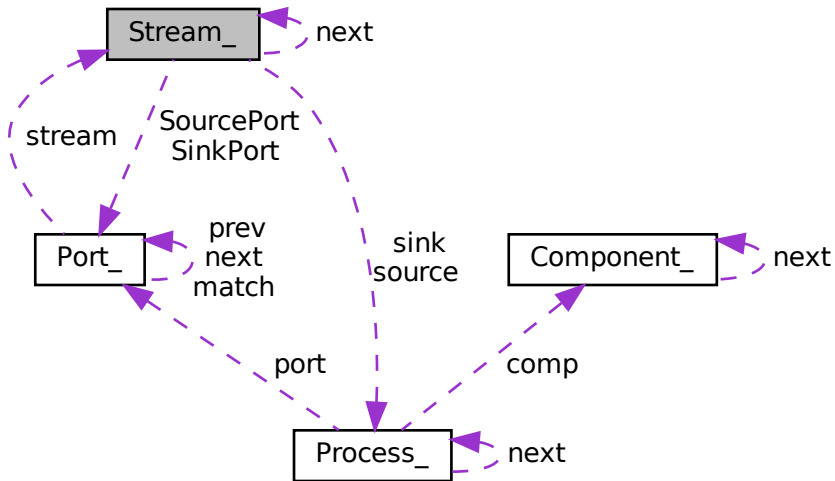 Stream_
next
SourcePort
SinkPort
stream
prev
next
match
Port_
sink
source
Component_
next
port
comp
Process_
next